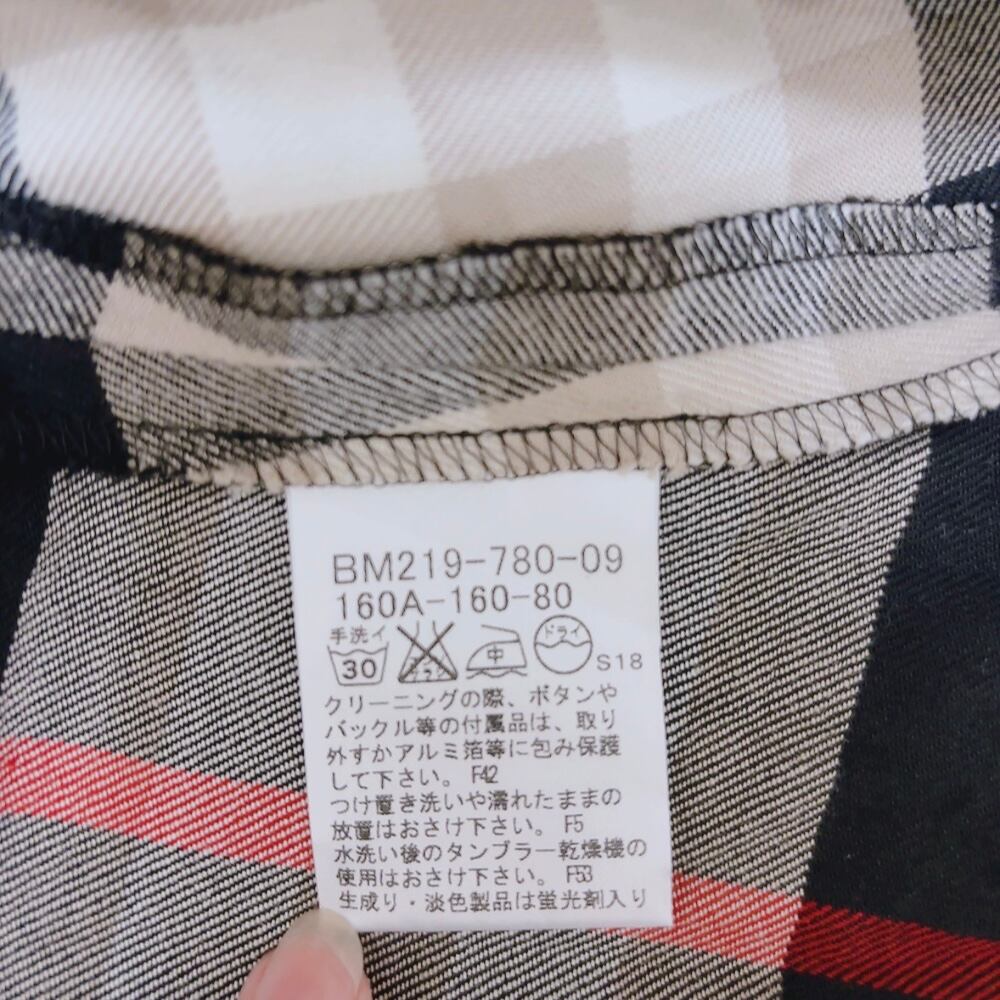 BM219-780-09
160A-160-80
手洗イ
30 エンソサラシ 中 ドライ S18
クリーニングの際、ボタンや
バックル等の付属品は、取り
外すかアルミ箔等に包み保護
して下さい。 F42
つけ置き洗いや濡れたままの
放置はおさけ下さい。 F5
水洗い後のタンブラー乾燥機の
使用はおさけ下さい。 F53
生成り・淡色製品は蛍光剤入り